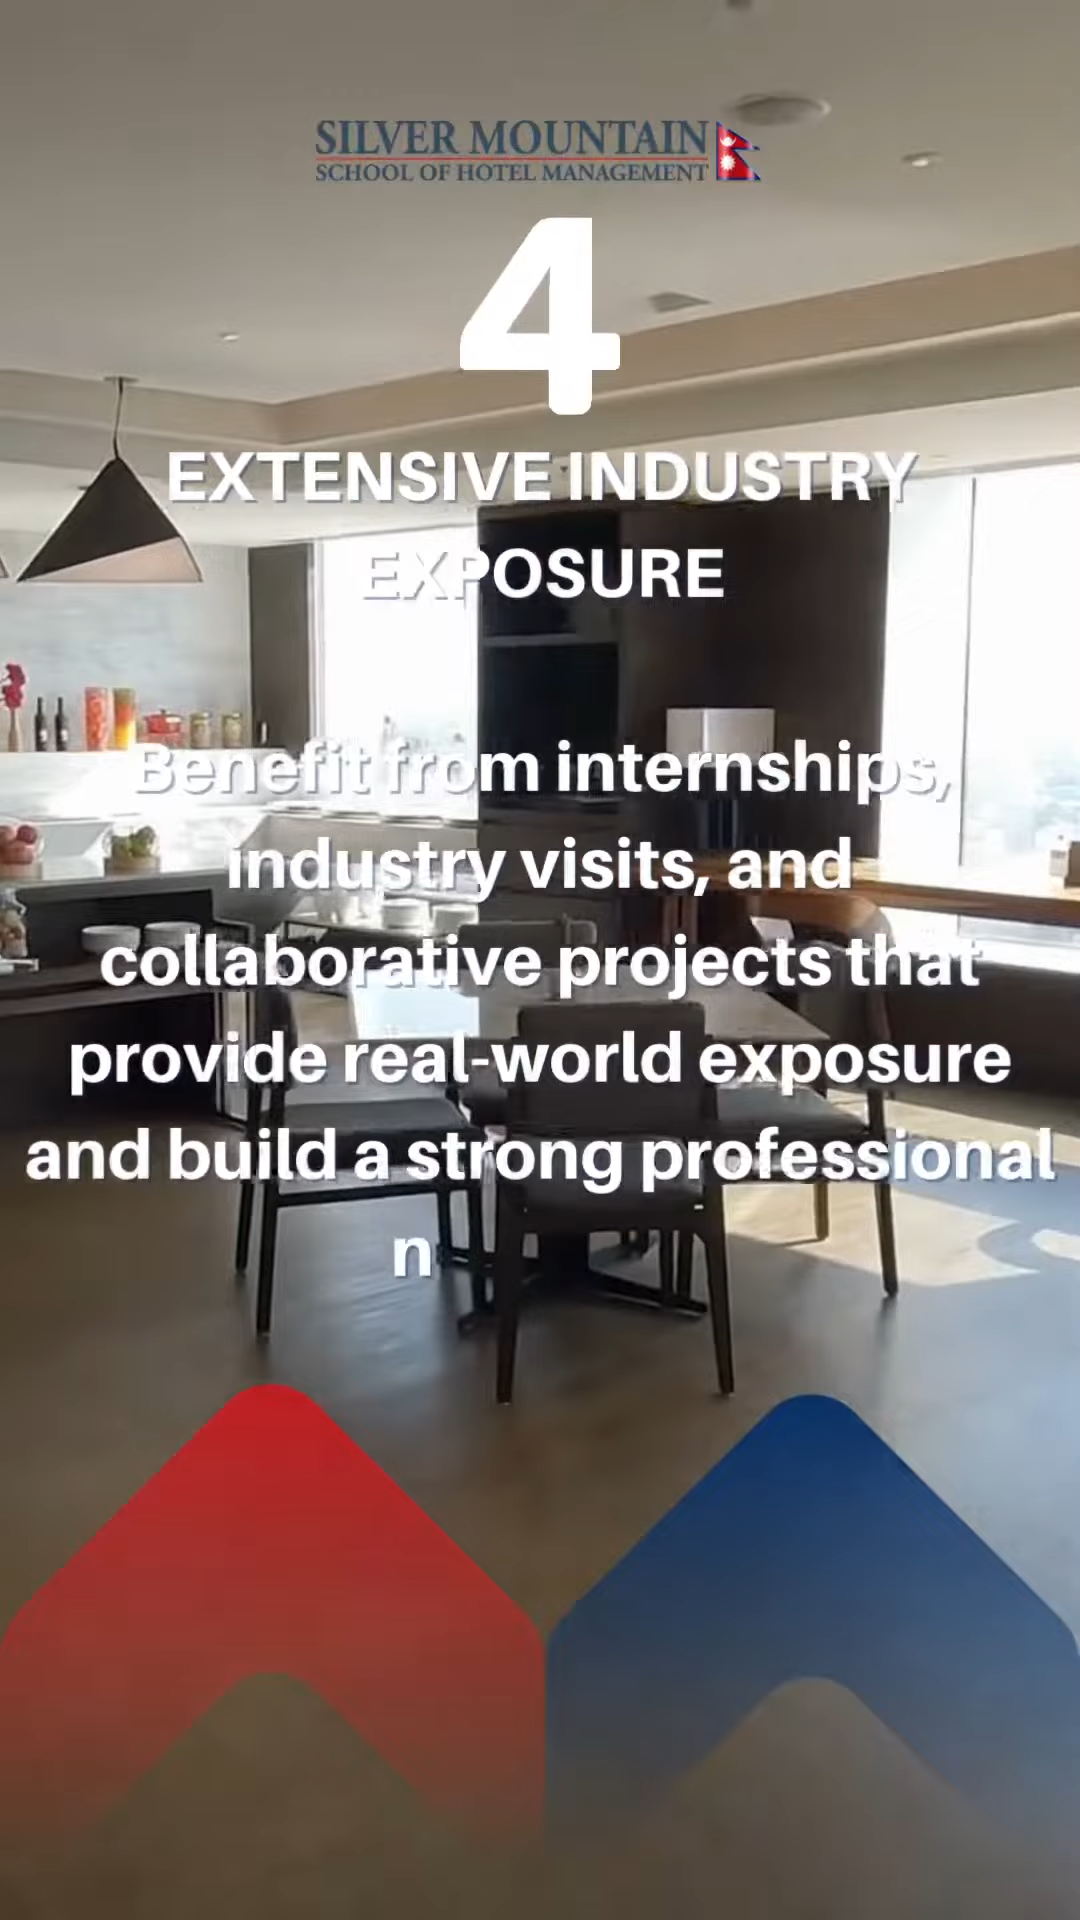 SILVER MOUNTAIN
SCHOOL OF HOTEL MANAGEMENT
4
EXTENSIVE INDUSTRY
EXPOSURE
Benefit from internships,
industry visits, and
collaborative projects that
provide real-world exposure
and build a strong professional
n